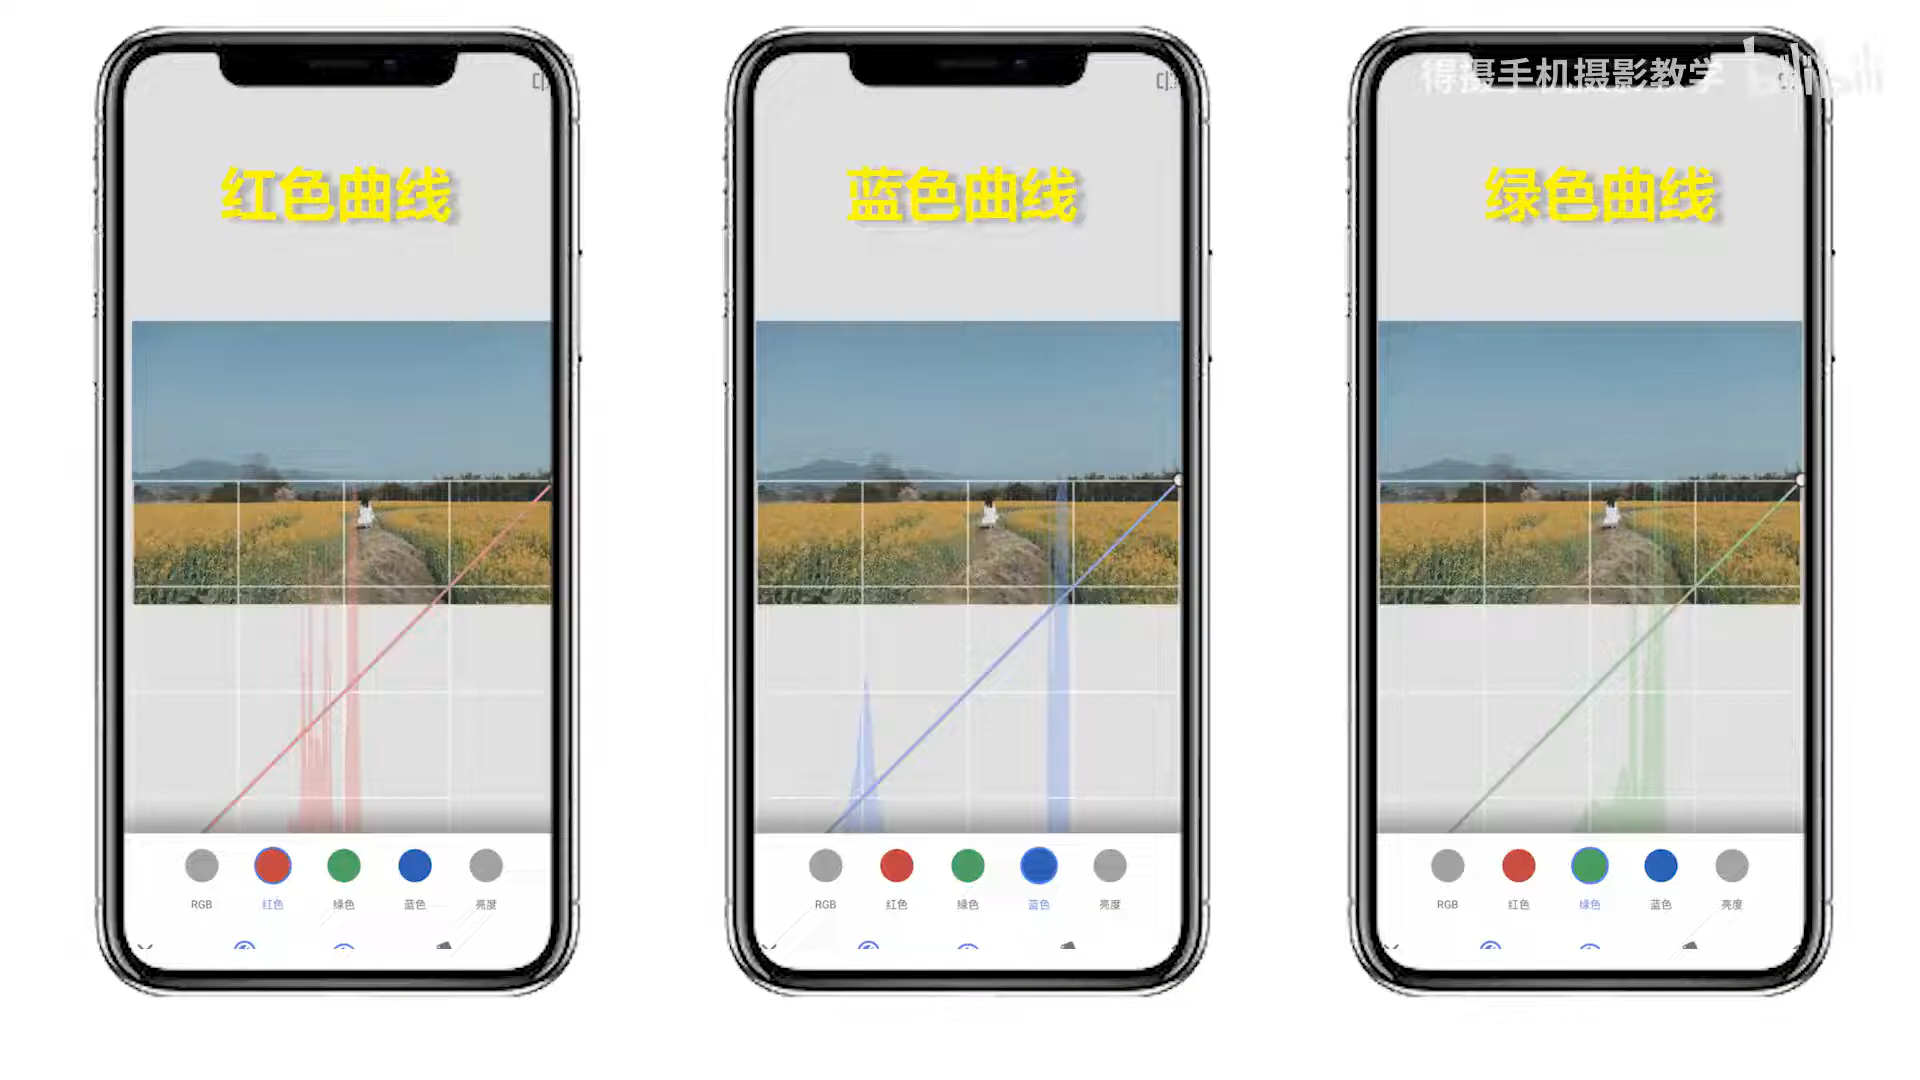 得摄手机摄影教学 bilibili
红色曲线
蓝色曲线
绿色曲线
RGB 红色 绿色 蓝色 亮度
RGB 红色 绿色 蓝色 亮度
RGB 红色 绿色 蓝色 亮度